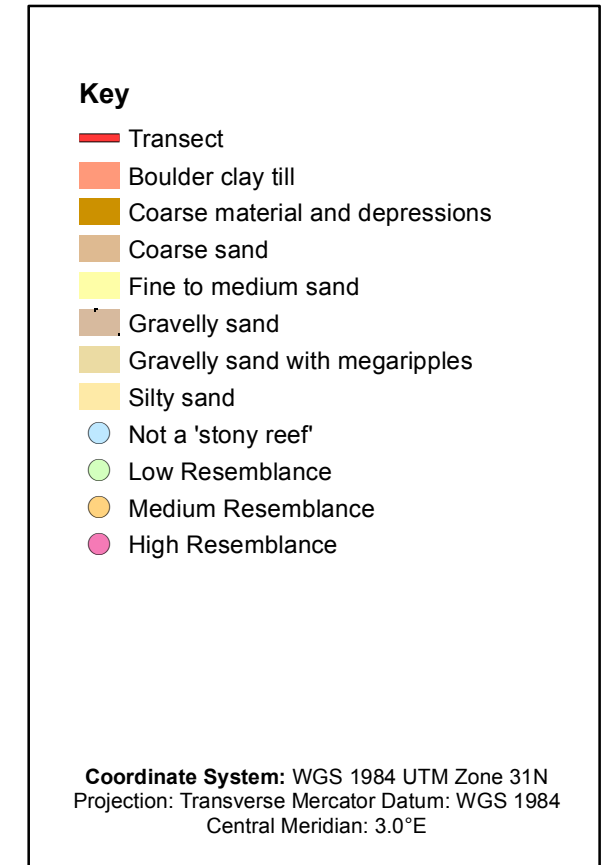 Key
Transect
Boulder clay till
Coarse material and depressions
Coarse sand
Fine to medium sand
Gravelly sand
Gravelly sand with megaripples
Silty sand
Not a 'stony reef'
Low Resemblance
Medium Resemblance
High Resemblance
Coordinate System: WGS 1984 UTM Zone 31N
Projection: Transverse Mercator Datum: WGS 1984
Central Meridian: 3.0°E